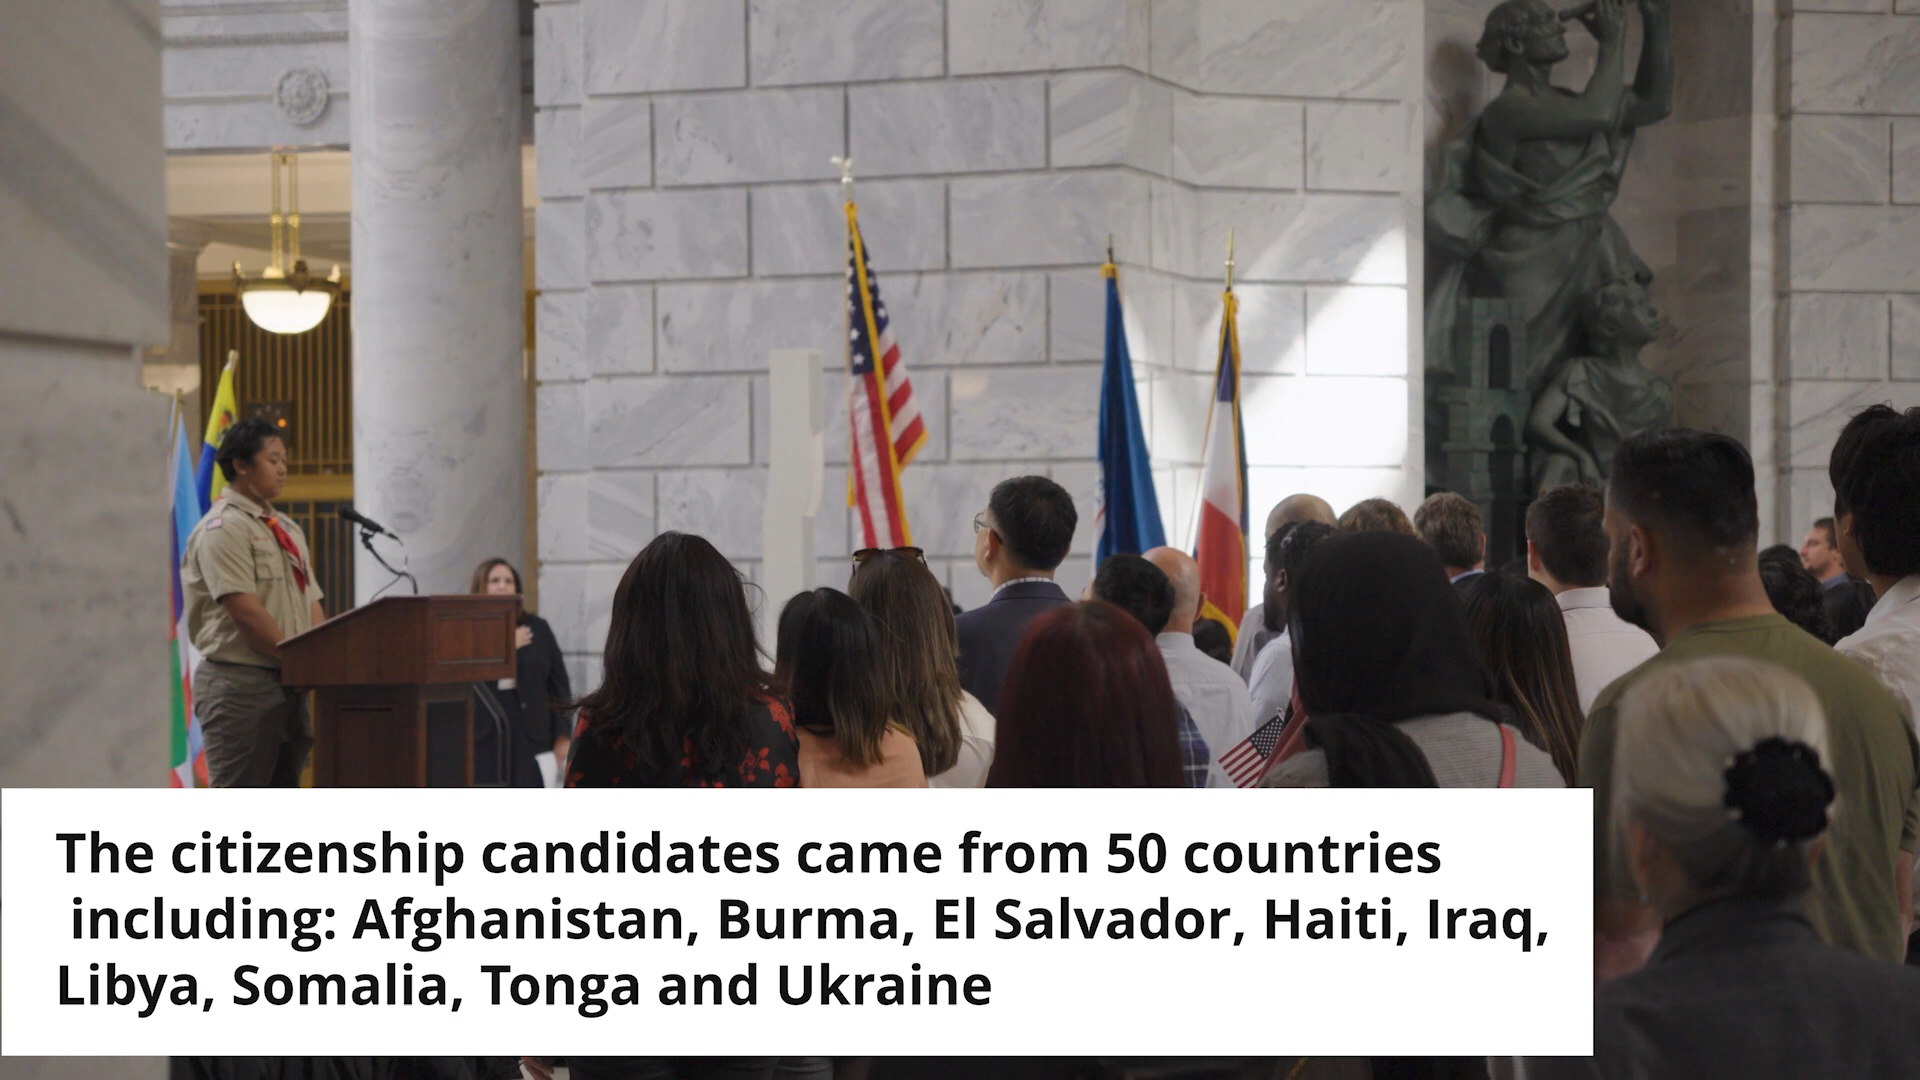 The citizenship candidates came from 50 countries
including: Afghanistan, Burma, El Salvador, Haiti, Iraq,
Libya, Somalia, Tonga and Ukraine